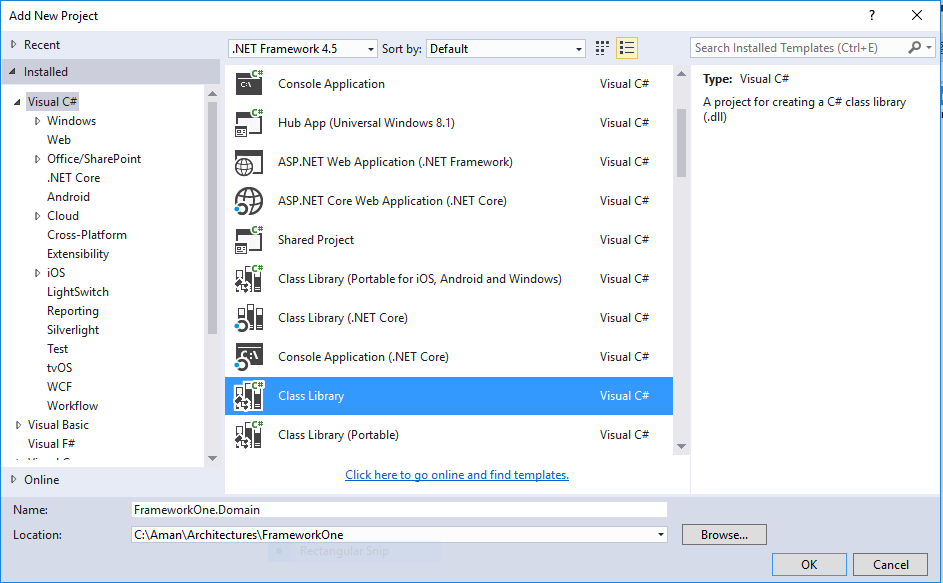 Add New Project
?
Recent
.NET Framework 4.5
Sort by:
Default
Search Installed Templates (Ctrl+E)
Installed
Visual C#
Windows
Web
Office/SharePoint
.NET Core
Android
Cloud
Cross-Platform
Extensibility
iOS
LightSwitch
Reporting
Silverlight
Test
tvOS
WCF
Workflow
Visual Basic
Visual F#
Online
Console Application Visual C#
Hub App (Universal Windows 8.1) Visual C#
ASP.NET Web Application (.NET Framework) Visual C#
ASP.NET Core Web Application (.NET Core) Visual C#
Shared Project Visual C#
Class Library (Portable for iOS, Android and Windows) Visual C#
Class Library (.NET Core) Visual C#
Console Application (.NET Core) Visual C#
Class Library Visual C#
Class Library (Portable) Visual C#
Click here to go online and find templates.
Type: Visual C#
A project for creating a C# class library
(.dll)
Name: FrameworkOne.Domain
Location: C:\Aman\Architectures\FrameworkOne
Browse...
Rectangular Snip
OK
Cancel